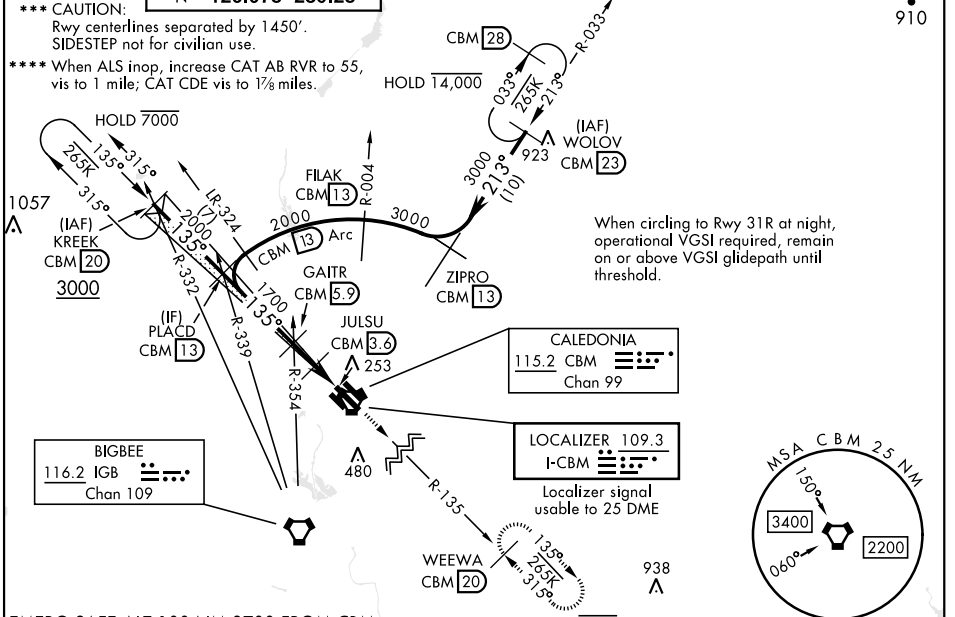 *** CAUTION:
Rwy centerlines separated by 1450'.
SIDESTEP not for civilian use.
**** When ALS inop, increase CAT AB RVR to 55,
vis to 1 mile; CAT CDE vis to 1⅞ miles.
910
CBM 28
R-033
HOLD 14,000
033°
265K
213°
(IAF)
WOLOV
CBM 23
923
3000
213°
(10)
HOLD 7000
265K
135°
315°
315°
1057
(IAF)
KREEK
CBM 20
3000
LR-324
(7)
2000
135°
R-332
FILAK
CBM 13
R-004
2000
3000
CBM 13 Arc
ZIPRO
CBM 13
When circling to Rwy 31R at night,
operational VGSI required, remain
on or above VGSI glidepath until
threshold.
GAITR
CBM 5.9
1700
135°
(IF)
PLACD
CBM 13
R-339
R-354
JULSU
CBM 3.6
253
CALEDONIA
115.2 CBM
Chan 99
LOCALIZER 109.3
I-CBM
Localizer signal
usable to 25 DME
BIGBEE
116.2 IGB
Chan 109
480
R-135
WEEWA
CBM 20
135°
265K
315°
938
MSA CBM 25 NM
150°
3400
060°
2200